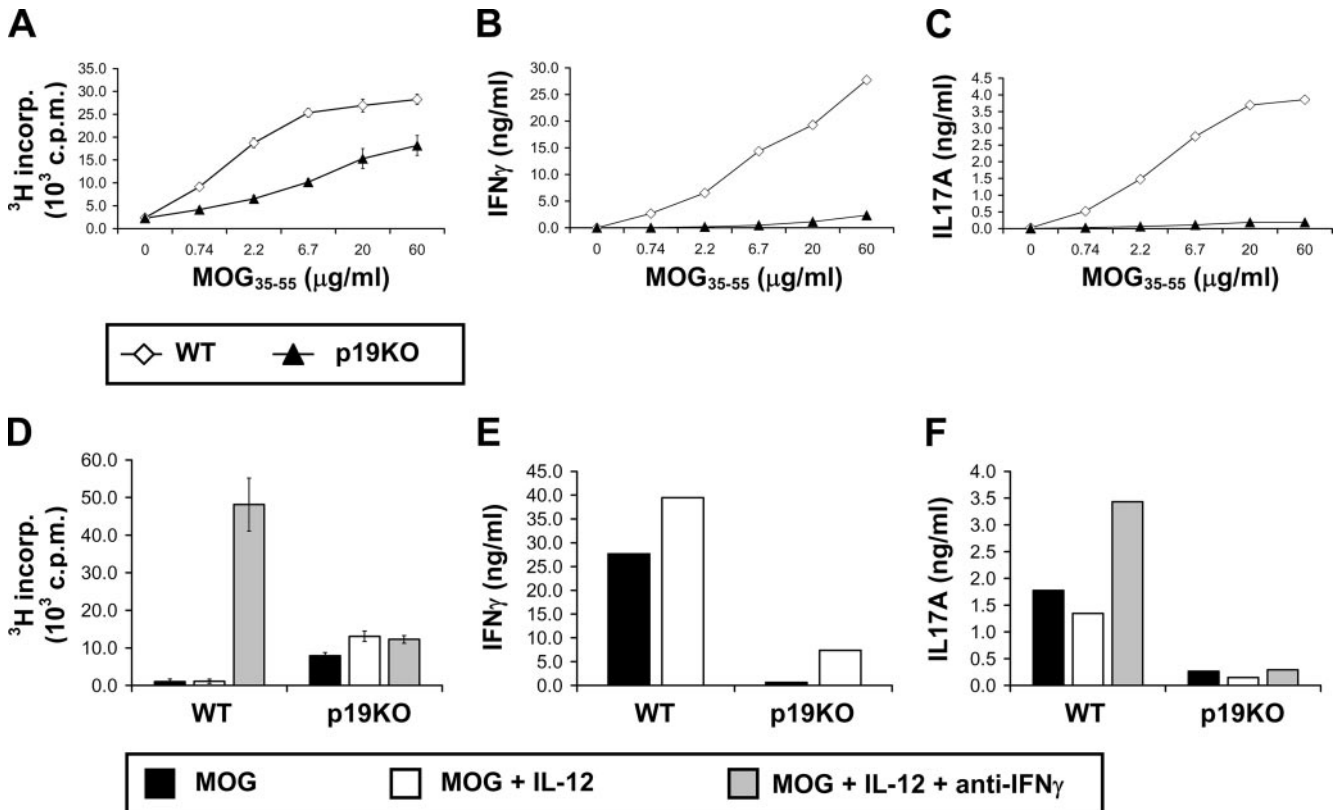 A
³H incorp.
(10³ c.p.m.)
35.0
30.0
25.0
20.0
15.0
10.0
5.0
0.0
0 0.74 2.2 6.7 20 60
MOG₃₅₋₅₅ (μg/ml)
B
IFNγ (ng/ml)
30.0
25.0
20.0
15.0
10.0
5.0
0.0
0 0.74 2.2 6.7 20 60
MOG₃₅₋₅₅ (μg/ml)
C
IL17A (ng/ml)
4.5
4.0
3.5
3.0
2.5
2.0
1.5
1.0
0.5
0.0
0 0.74 2.2 6.7 20 60
MOG₃₅₋₅₅ (μg/ml)
WT p19KO
D
³H incorp.
(10³ c.p.m.)
60.0
50.0
40.0
30.0
20.0
10.0
0.0
WT p19KO
E
IFNγ (ng/ml)
45.0
40.0
35.0
30.0
25.0
20.0
15.0
10.0
5.0
0.0
WT p19KO
F
IL17A (ng/ml)
4.0
3.5
3.0
2.5
2.0
1.5
1.0
0.5
0.0
WT p19KO
MOG MOG + IL-12 MOG + IL-12 + anti-IFNγ